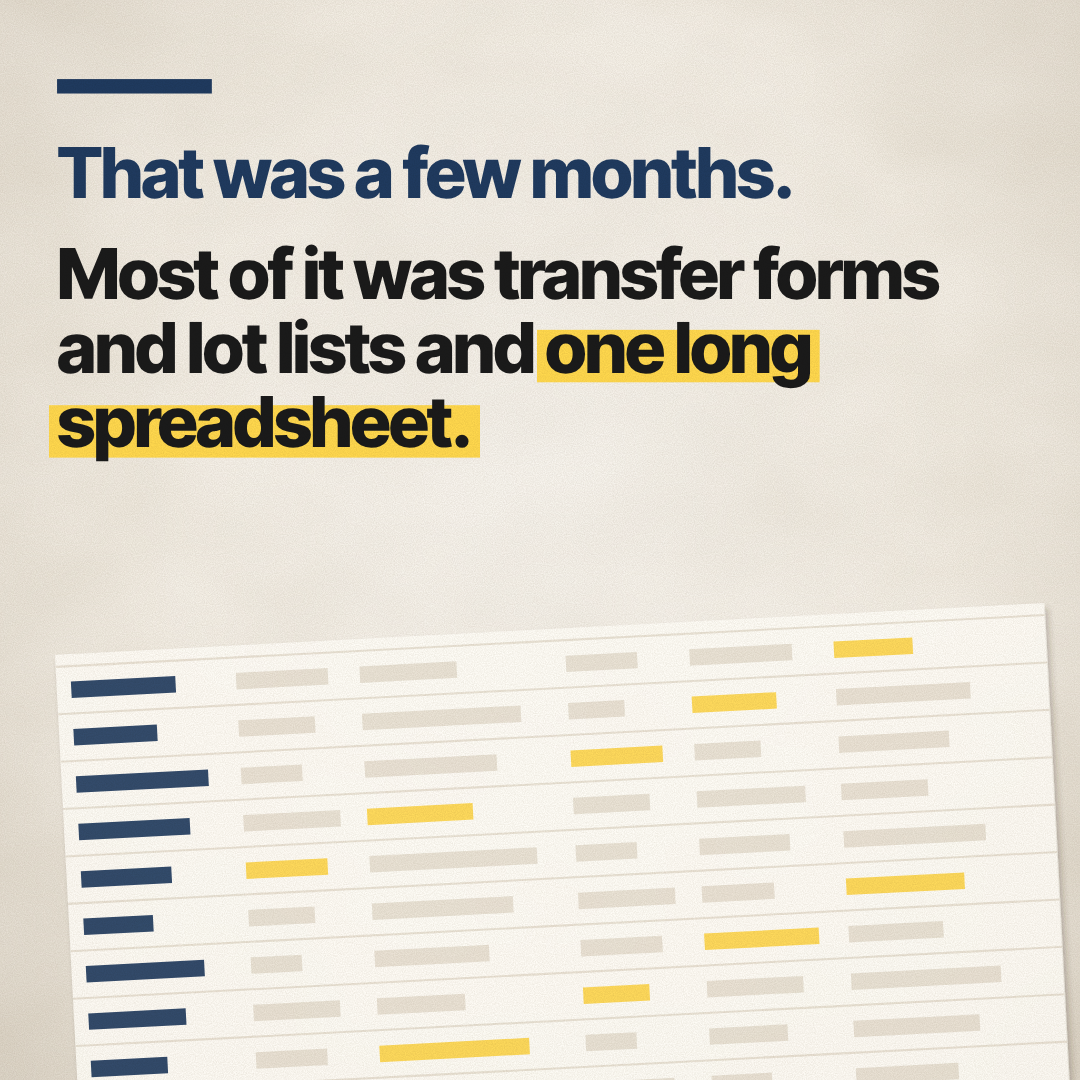 That was a few months.
Most of it was transfer forms
and lot lists and one long
spreadsheet.